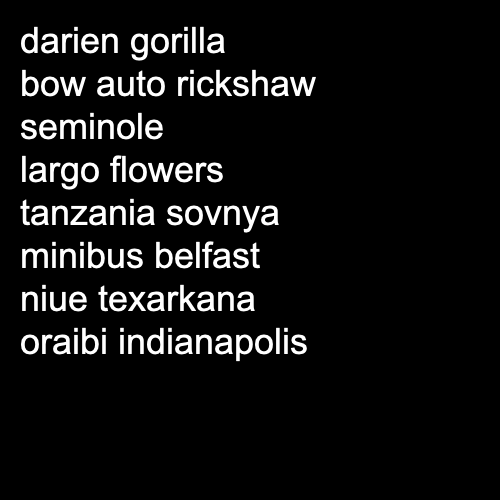 darien gorilla
bow auto rickshaw
seminole
largo flowers
tanzania sovnya
minibus belfast
niue texarkana
oraibi indianapolis